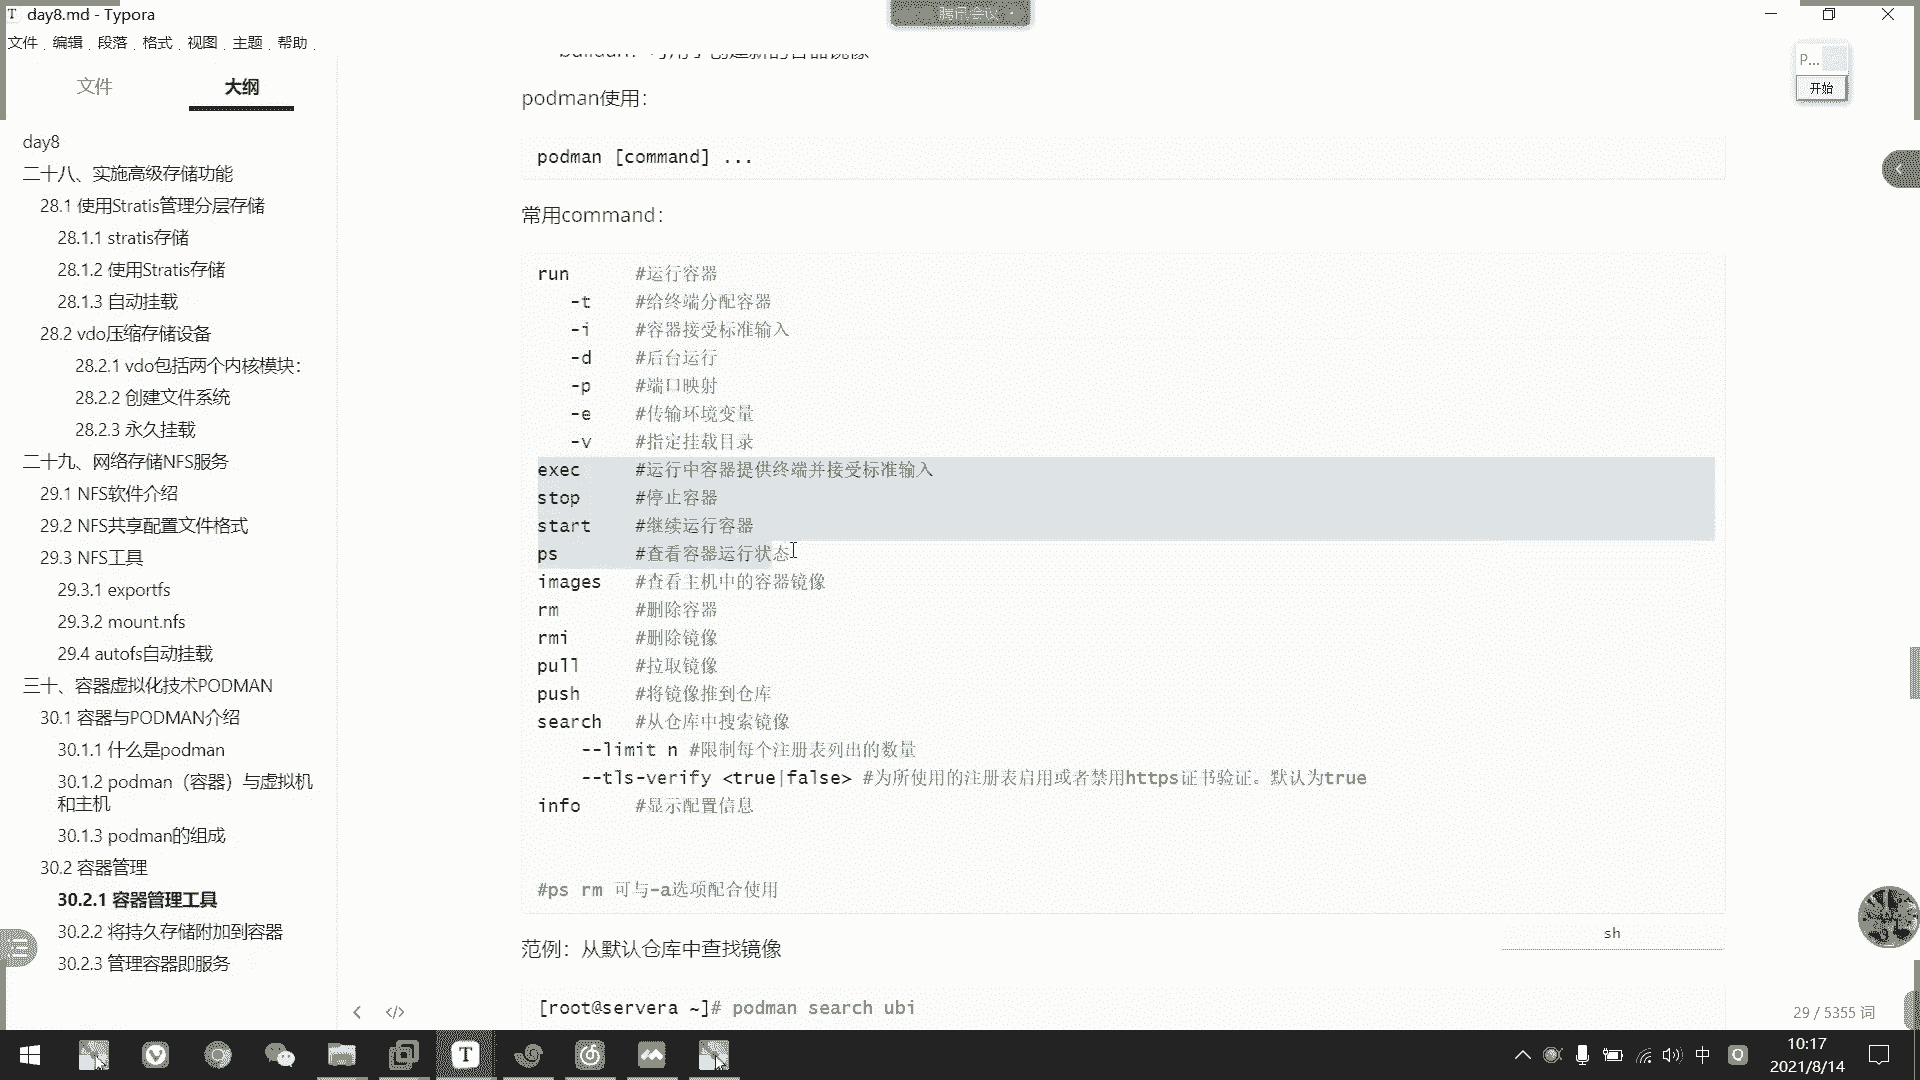 day8.md - Typora
腾讯会议
文件 编辑 段落 格式 视图 主题 帮助
P...
开始
文件 大纲
day8
二十八、实施高级存储功能
28.1 使用Stratis管理分层存储
28.1.1 stratis存储
28.1.2 使用Stratis存储
28.1.3 自动挂载
28.2 vdo压缩存储设备
28.2.1 vdo包括两个内核模块：
28.2.2 创建文件系统
28.2.3 永久挂载
二十九、网络存储NFS服务
29.1 NFS软件介绍
29.2 NFS共享配置文件格式
29.3 NFS工具
29.3.1 exportfs
29.3.2 mount.nfs
29.4 autofs自动挂载
三十、容器虚拟化技术PODMAN
30.1 容器与PODMAN介绍
30.1.1 什么是podman
30.1.2 podman（容器）与虚拟机
和主机
30.1.3 podman的组成
30.2 容器管理
30.2.1 容器管理工具
30.2.2 将持久存储附加到容器
30.2.3 管理容器即服务
podman使用：
podman [command] ...
常用command：
run #运行容器
-t #给终端分配容器
-i #容器接受标准输入
-d #后台运行
-p #端口映射
-e #传输环境变量
-v #指定挂载目录
exec #运行中容器提供终端并接受标准输入
stop #停止容器
start #继续运行容器
ps #查看容器运行状态
images #查看主机中的容器镜像
rm #删除容器
rmi #删除镜像
pull #拉取镜像
push #将镜像推到仓库
search #从仓库中搜索镜像
--limit n #限制每个注册表列出的数量
--tls-verify <true|false> #为所使用的注册表启用或者禁用https证书验证。默认为true
info #显示配置信息
#ps rm 可与-a选项配合使用
sh
范例：从默认仓库中查找镜像
[root@servera ~]# podman search ubi
29 / 5355 词
中
10:17
2021/8/14